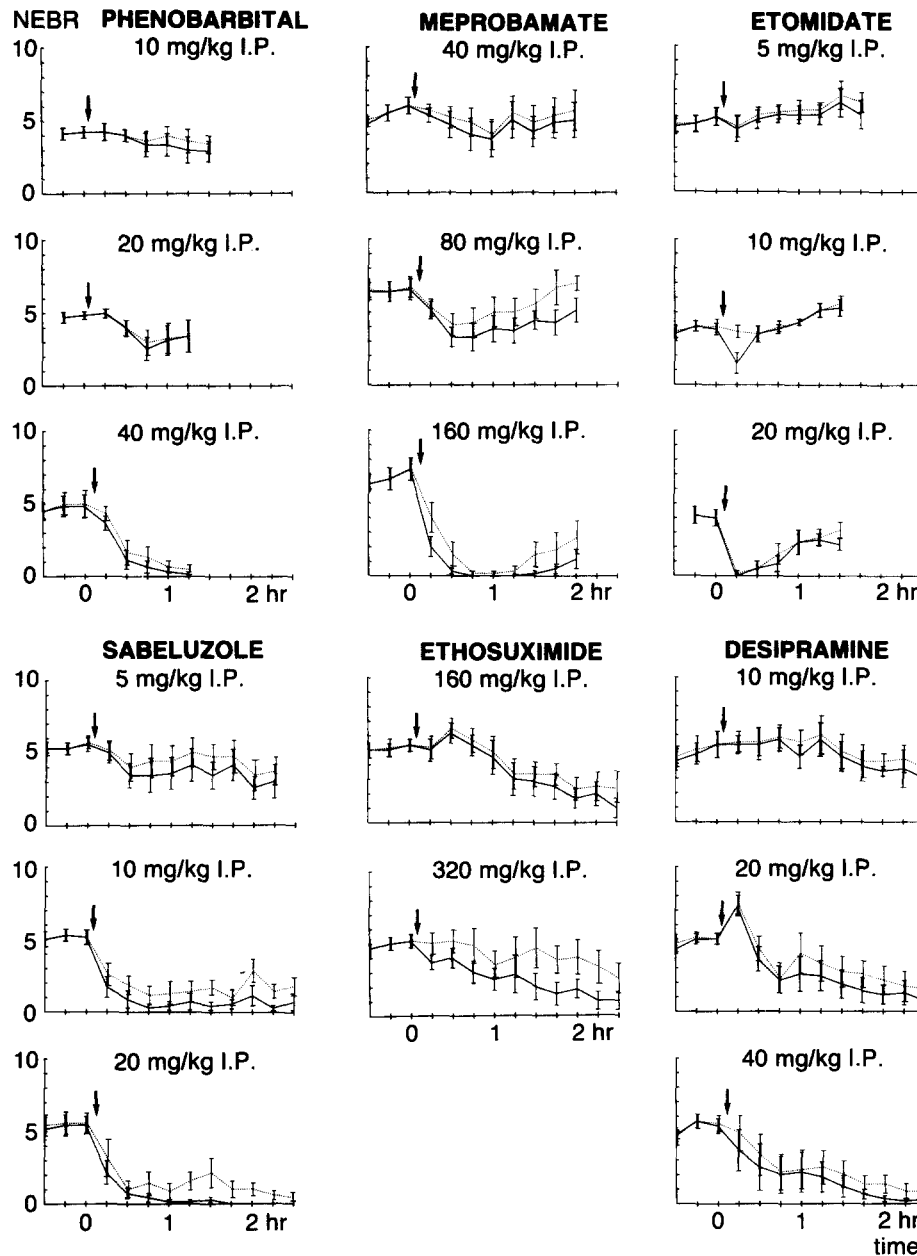 NEBR PHENOBARBITAL MEPROBAMATE ETOMIDATE
10 mg/kg I.P. 40 mg/kg I.P. 5 mg/kg I.P.
10
5
0
20 mg/kg I.P. 80 mg/kg I.P. 10 mg/kg I.P.
10
5
0
40 mg/kg I.P. 160 mg/kg I.P. 20 mg/kg I.P.
10
5
0
0 1 2 hr 0 1 2 hr 0 1 2 hr
SABELUZOLE ETHOSUXIMIDE DESIPRAMINE
5 mg/kg I.P. 160 mg/kg I.P. 10 mg/kg I.P.
10
5
0
10 mg/kg I.P. 320 mg/kg I.P. 20 mg/kg I.P.
10
5
0
0 1 2 hr
20 mg/kg I.P. 40 mg/kg I.P.
10
5
0
0 1 2 hr 0 1 2 hr
time